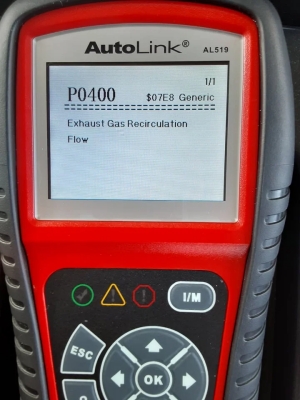 AutoLink® AL519
1/1
P0400 $07E8 Generic
Exhaust Gas Recirculation
Flow
I/M
ESC
OK